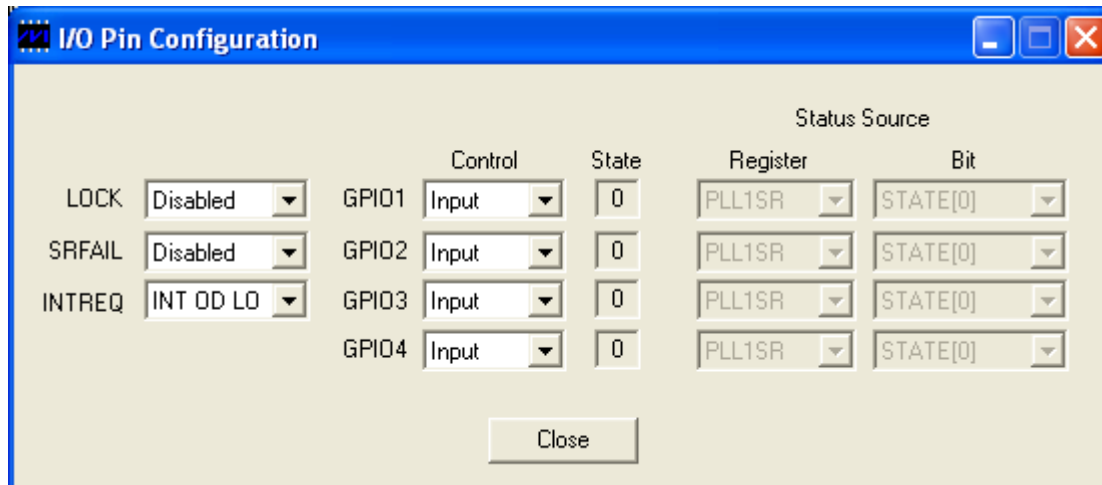 I/O Pin Configuration
Status Source
Control State Register Bit
LOCK Disabled GPIO1 Input 0 PLL1SR STATE[0]
SRFAIL Disabled GPIO2 Input 0 PLL1SR STATE[0]
INTREQ INT OD LO GPIO3 Input 0 PLL1SR STATE[0]
GPIO4 Input 0 PLL1SR STATE[0]
Close